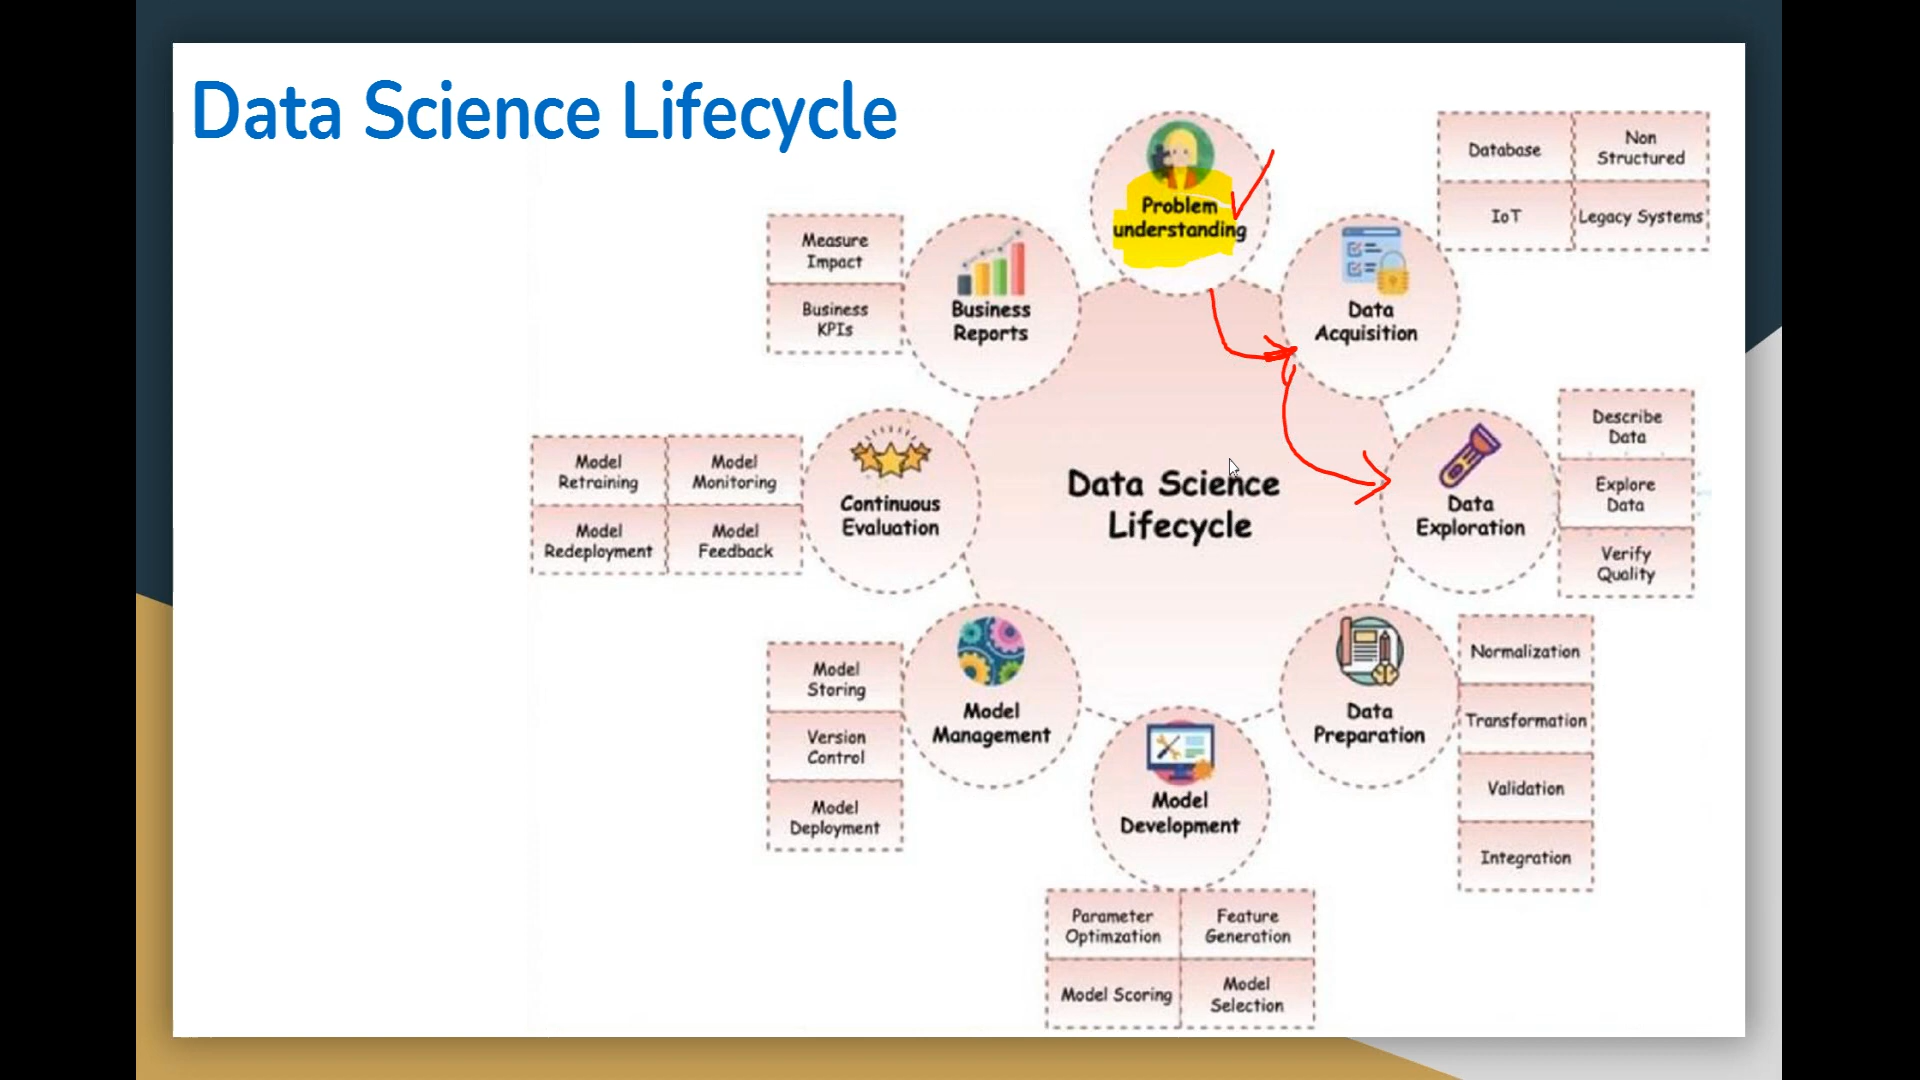 Data Science Lifecycle
Problem
understanding
Database
Non
Structured
IoT
Legacy Systems
Data
Acquisition
Describe
Data
Explore
Data
Verify
Quality
Data
Exploration
Normalization
Transformation
Validation
Integration
Data
Preparation
Model
Development
Parameter
Optimzation
Feature
Generation
Model Scoring
Model
Selection
Model
Management
Model
Storing
Version
Control
Model
Deployment
Continuous
Evaluation
Model
Retraining
Model
Monitoring
Model
Redeployment
Model
Feedback
Business
Reports
Measure
Impact
Business
KPIs
Data Science
Lifecycle